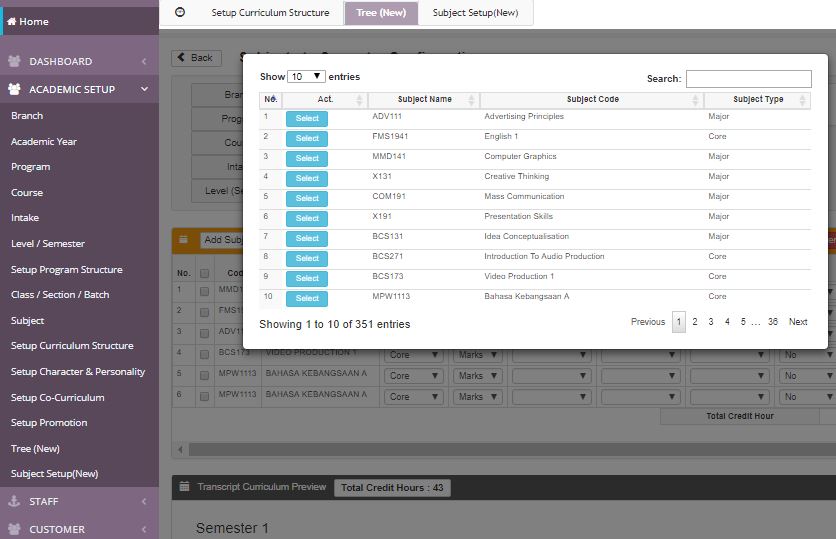 Home
DASHBOARD
ACADEMIC SETUP
Branch
Academic Year
Program
Course
Intake
Level / Semester
Setup Program Structure
Class / Section / Batch
Subject
Setup Curriculum Structure
Setup Character & Personality
Setup Co-Curriculum
Setup Promotion
Tree (New)
Subject Setup(New)
STAFF
CUSTOMER
Setup Curriculum Structure Tree (New) Subject Setup(New)
Back
Show 10 entries Search:
No. Act. Subject Name Subject Code Subject Type
1 Select ADV111 Advertising Principles Major
2 Select FMS1941 English 1 Core
3 Select MMD141 Computer Graphics Major
4 Select X131 Creative Thinking Major
5 Select COM191 Mass Communication Major
6 Select X191 Presentation Skills Major
7 Select BCS131 Idea Conceptualisation Major
8 Select BCS271 Introduction To Audio Production Core
9 Select BCS173 Video Production 1 Core
10 Select MPW1113 Bahasa Kebangsaan A Core
Showing 1 to 10 of 351 entries Previous 1 2 3 4 5 ... 36 Next
Bran
Prog
Cou
Inta
Level (Se
Add Subj
No. Cod
1 MMD1
2 FMS1
3 ADV1
4 BCS173 VIDEO PRODUCTION 1 Core Marks No
5 MPW1113 BAHASA KEBANGSAAN A Core Marks No
6 MPW1113 BAHASA KEBANGSAAN A Core Marks No
Total Credit Hour
Transcript Curriculum Preview Total Credit Hours : 43
Semester 1